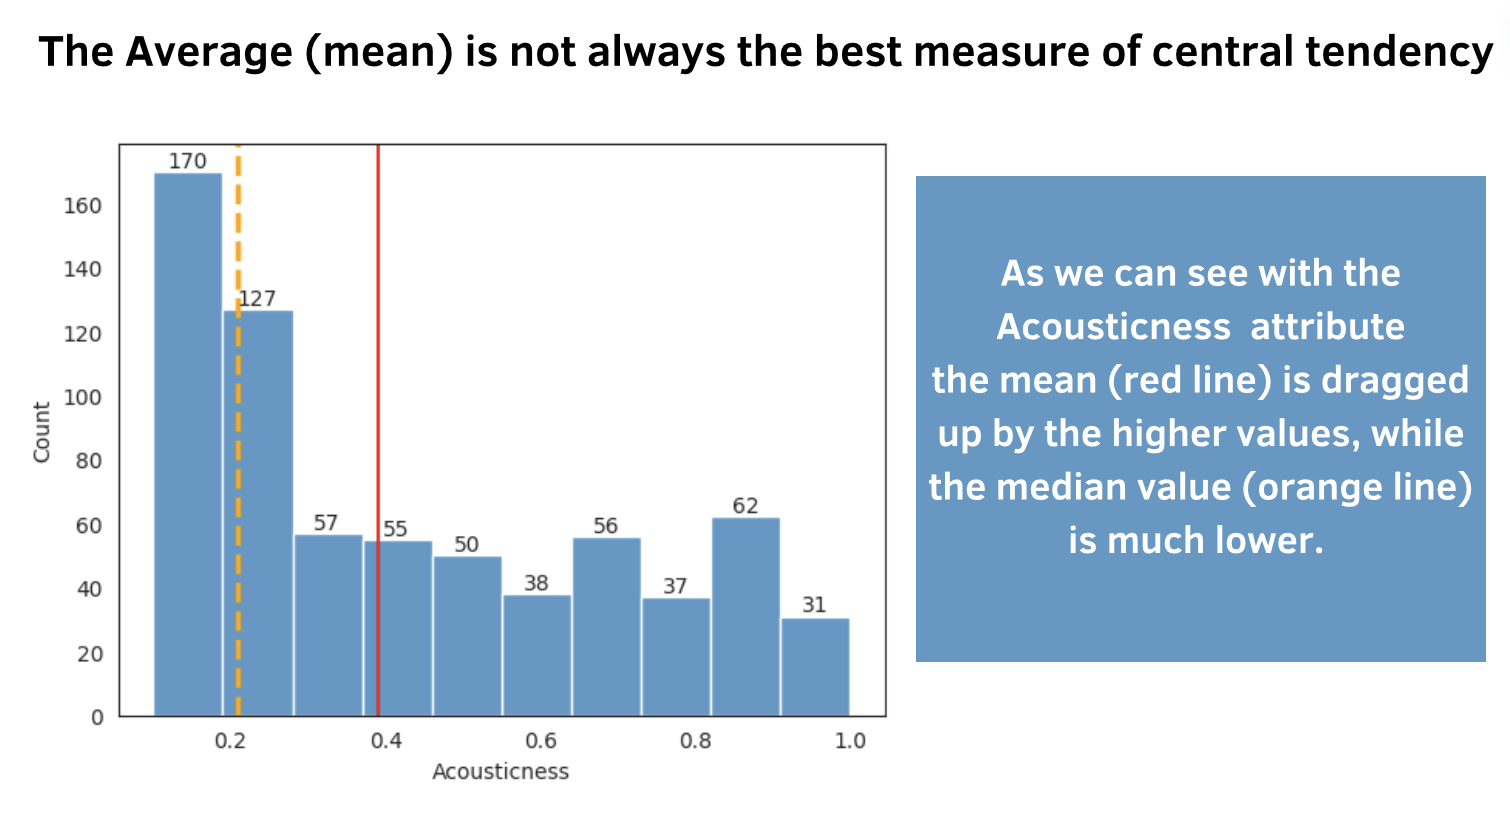 The Average (mean) is not always the best measure of central tendency
170
127
57
55
50
38
56
37
62
31
160
140
120
100
80
60
40
20
0
Count
0.2
0.4
0.6
0.8
1.0
Acousticness
As we can see with the
Acousticness  attribute
the mean (red line) is dragged
up by the higher values, while
the median value (orange line)
is much lower.